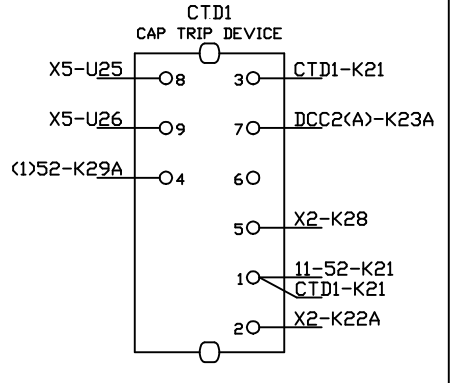 CTD1
CAP TRIP DEVICE
X5-U25 8 3 CTD1-K21
X5-U26 9 7 DCC2(A)-K23A
(1)52-K29A 4 6
5 X2-K28
1 11-52-K21
CTD1-K21
2 X2-K22A